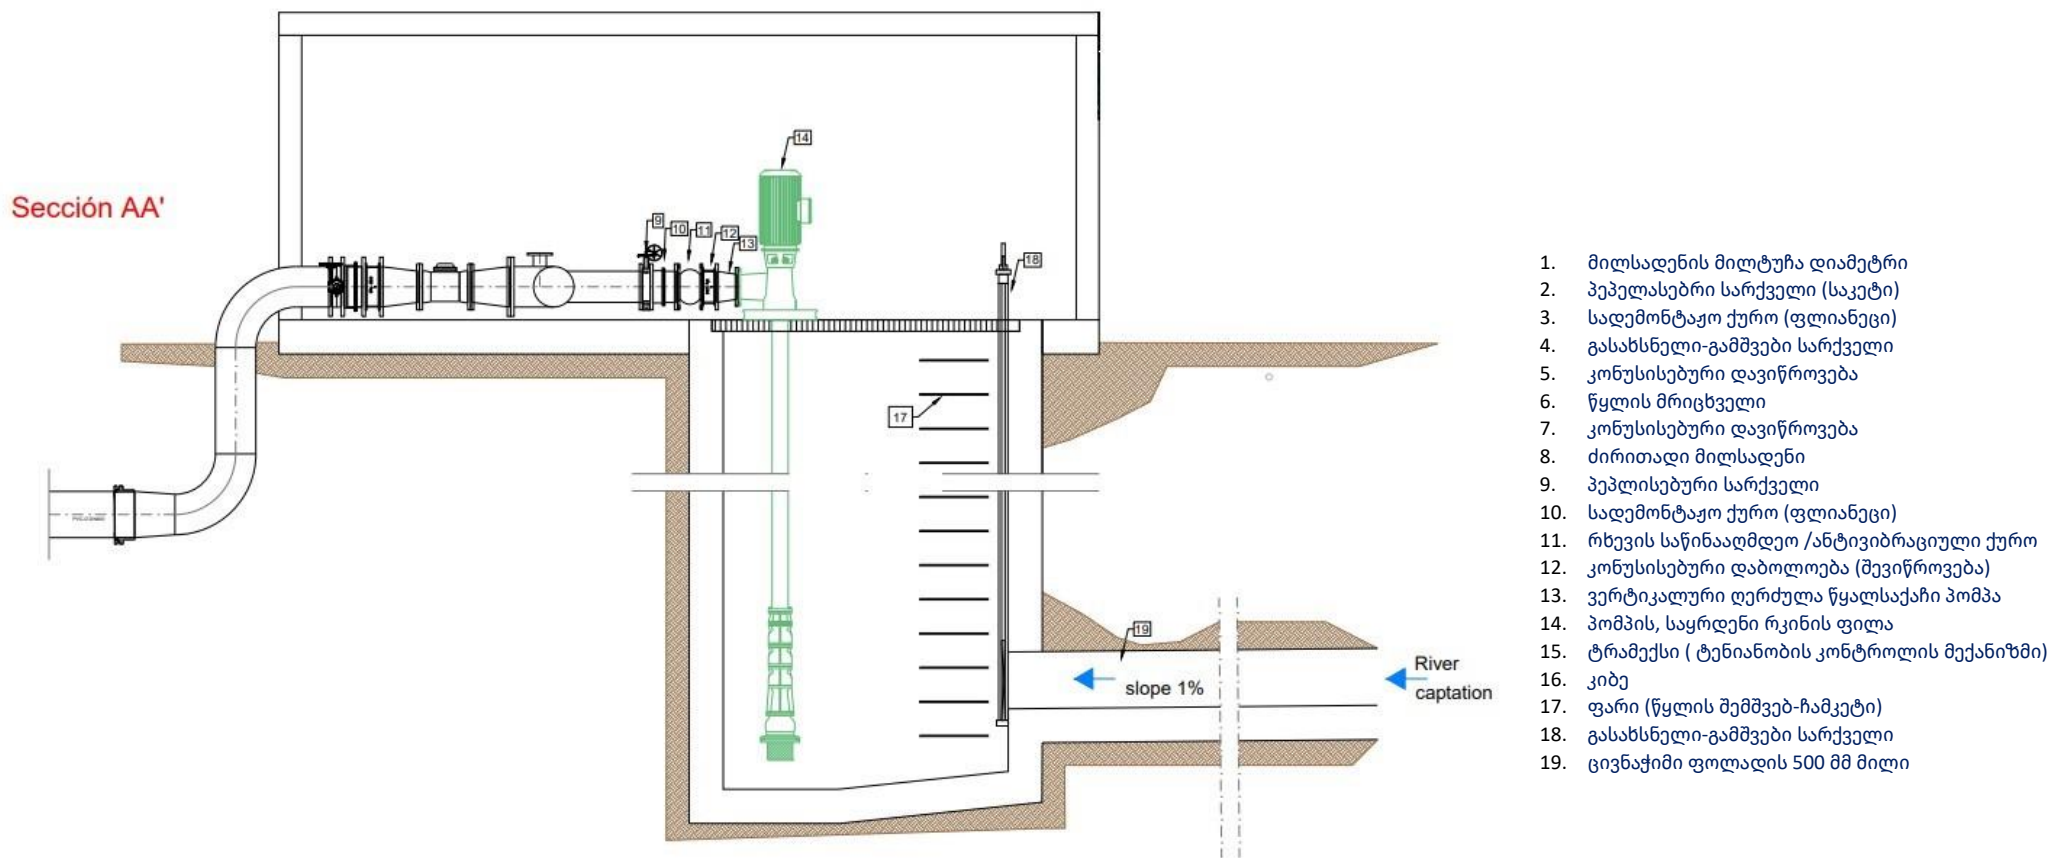 Sección AA'
14
9
10
11
12
13
18
17
19
slope 1%
River
captation
1. მილსადენის მილტუჩა დიამეტრი
2. პეპელასებრი სარქველი (საკეტი)
3. სადემონტაჟო ქურო (ფლიანეცი)
4. გასახსნელი-გამშვები სარქველი
5. კონუსისებური დავიწროვება
6. წყლის მრიცხველი
7. კონუსისებური დავიწროვება
8. ძირითადი მილსადენი
9. პეპლისებური სარქველი
10. სადემონტაჟო ქურო (ფლიანეცი)
11. რხევის საწინააღმდეო /ანტივიბრაციული ქურო
12. კონუსისებური დაბოლოება (შევიწროვება)
13. ვერტიკალური ღერძულა წყალსაქაჩი პომპა
14. პომპის, საყრდენი რკინის ფილა
15. ტრამექსი ( ტენიანობის კონტროლის მექანიზმი)
16. კიბე
17. ფარი (წყლის შემშვებ-ჩამკეტი)
18. გასახსნელი-გამშვები სარქველი
19. ცივნაჭიმი ფოლადის 500 მმ მილი